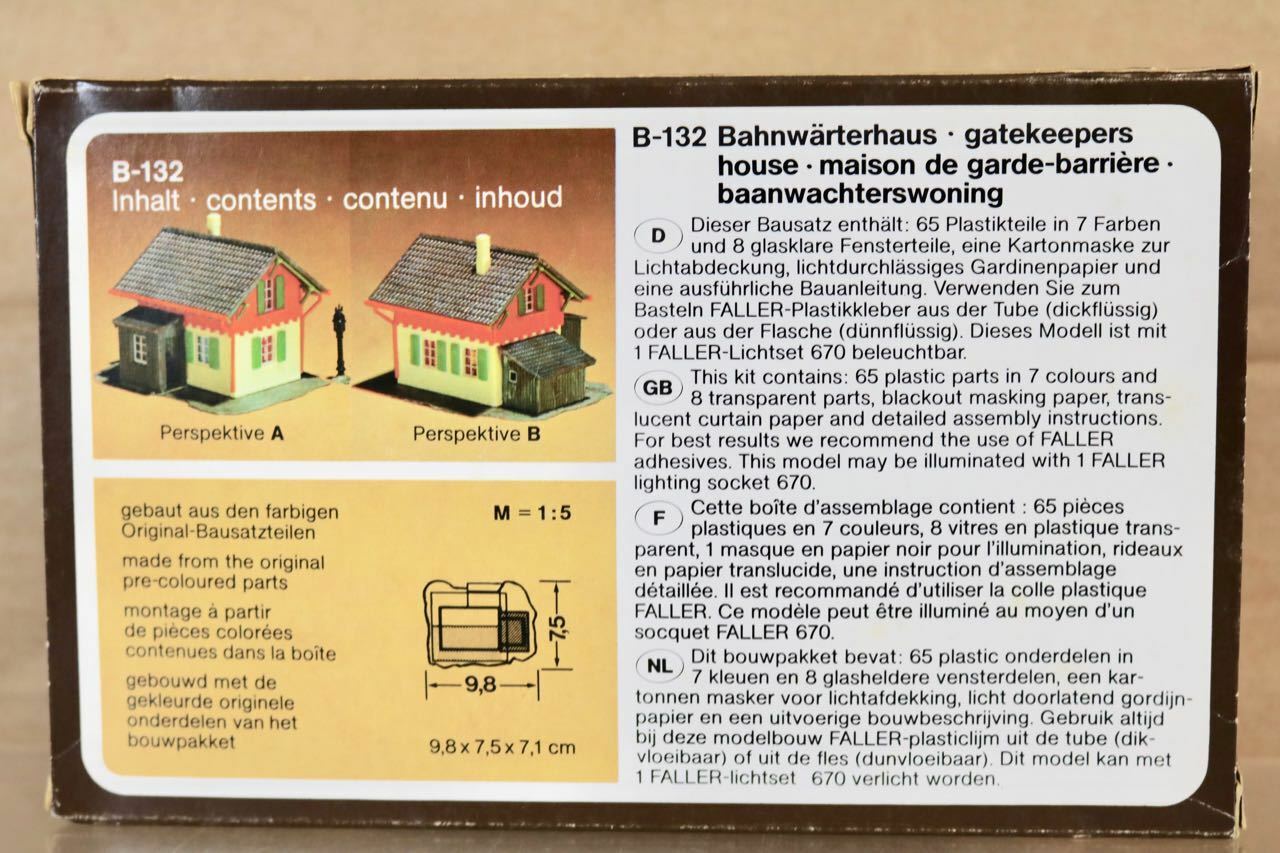 B-132
Inhalt · contents · contenu · inhoud
Perspektive A
Perspektive B
gebaut aus den farbigen
Original-Bausatzteilen
made from the original
pre-coloured parts
montage à partir
de pièces colorées
contenues dans la boîte
gebouwd met de
gekleurde originele
onderdelen van het
bouwpakket
M = 1:5
7,5
9,8
9,8 x 7,5 x 7,1 cm
B-132 Bahnwärterhaus · gatekeepers
house · maison de garde-barrière ·
baanwachterswoning
D Dieser Bausatz enthält: 65 Plastikteile in 7 Farben
und 8 glasklare Fensterteile, eine Kartonmaske zur
Lichtabdeckung, lichtdurchlässiges Gardinenpapier und
eine ausführliche Bauanleitung. Verwenden Sie zum
Basteln FALLER-Plastikkleber aus der Tube (dickflüssig)
oder aus der Flasche (dünnflüssig). Dieses Modell ist mit
1 FALLER-Lichtset 670 beleuchtbar.
GB This kit contains: 65 plastic parts in 7 colours and
8 transparent parts, blackout masking paper, trans-
lucent curtain paper and detailed assembly instructions.
For best results we recommend the use of FALLER
adhesives. This model may be illuminated with 1 FALLER
lighting socket 670.
F Cette boîte d'assemblage contient : 65 pièces
plastiques en 7 couleurs, 8 vitres en plastique trans-
parent, 1 masque en papier noir pour l'illumination, rideaux
en papier translucide, une instruction d'assemblage
détaillée. Il est recommandé d'utiliser la colle plastique
FALLER. Ce modèle peut être illuminé au moyen d'un
socquet FALLER 670.
NL Dit bouwpakket bevat: 65 plastic onderdelen in
7 kleuen en 8 glasheldere vensterdelen, een kar-
tonnen masker voor lichtafdekking, licht doorlatend gordijn-
papier en een uitvoerige bouwbeschrijving. Gebruik altijd
bij deze modelbouw FALLER-plasticlijm uit de tube (dik-
vloeibaar) of uit de fles (dunvloeibaar). Dit model kan met
1 FALLER-lichtset 670 verlicht worden.